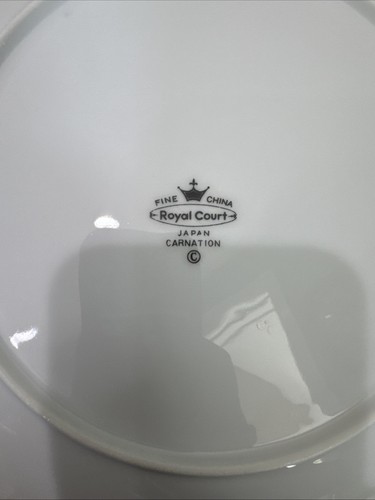 FINE CHINA
Royal Court
JAPAN
CARNATION
©